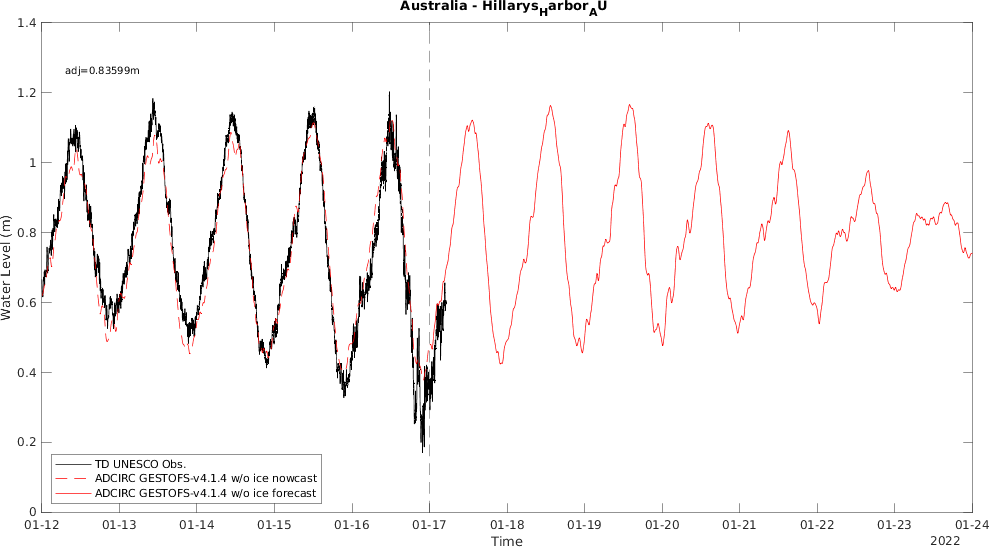 Australia - HillarysHarborAU
adj=0.83599m
Water Level (m)
1.4
1.2
1
0.8
0.6
0.4
0.2
0
TD UNESCO Obs.
ADCIRC GESTOFS-v4.1.4 w/o ice nowcast
ADCIRC GESTOFS-v4.1.4 w/o ice forecast
01-12 01-13 01-14 01-15 01-16 01-17 01-18 01-19 01-20 01-21 01-22 01-23 01-24
Time
2022